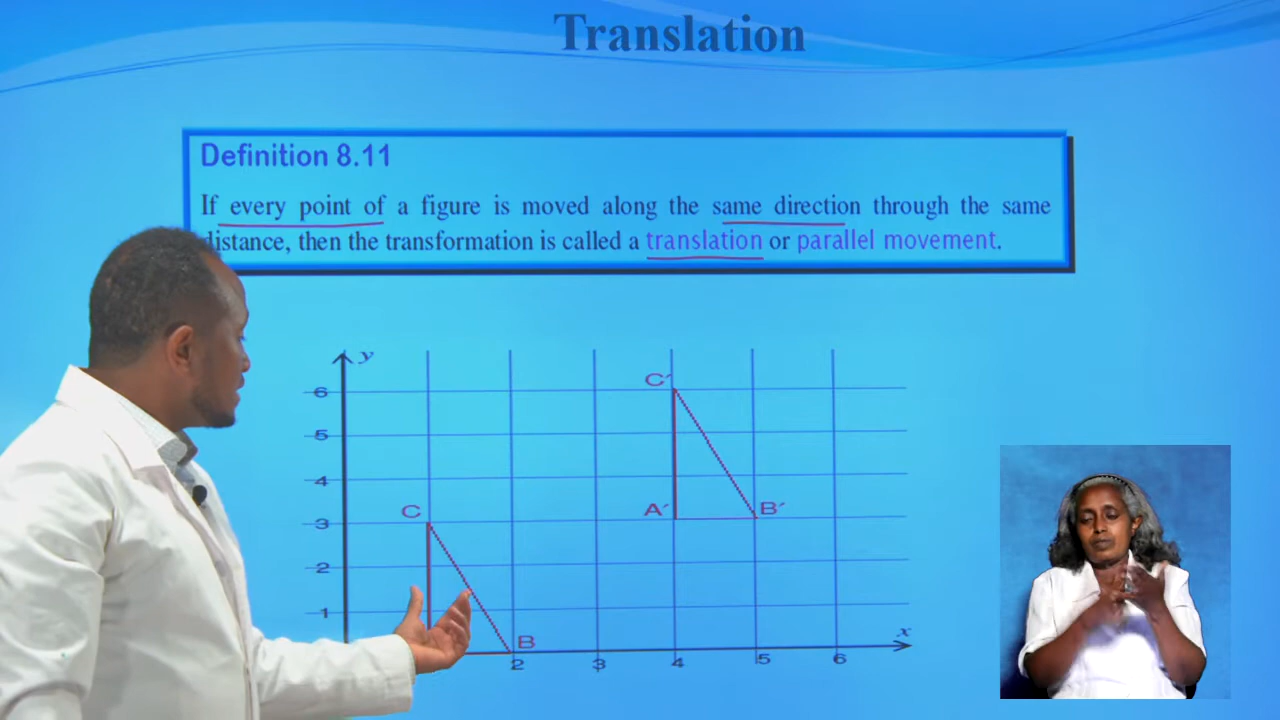 Translation
Definition 8.11
If every point of a figure is moved along the same direction through the same
distance, then the transformation is called a translation or parallel movement.
y
C′
6
5
4
C
3
A′
B′
2
1
B
x
2
3
4
5
6